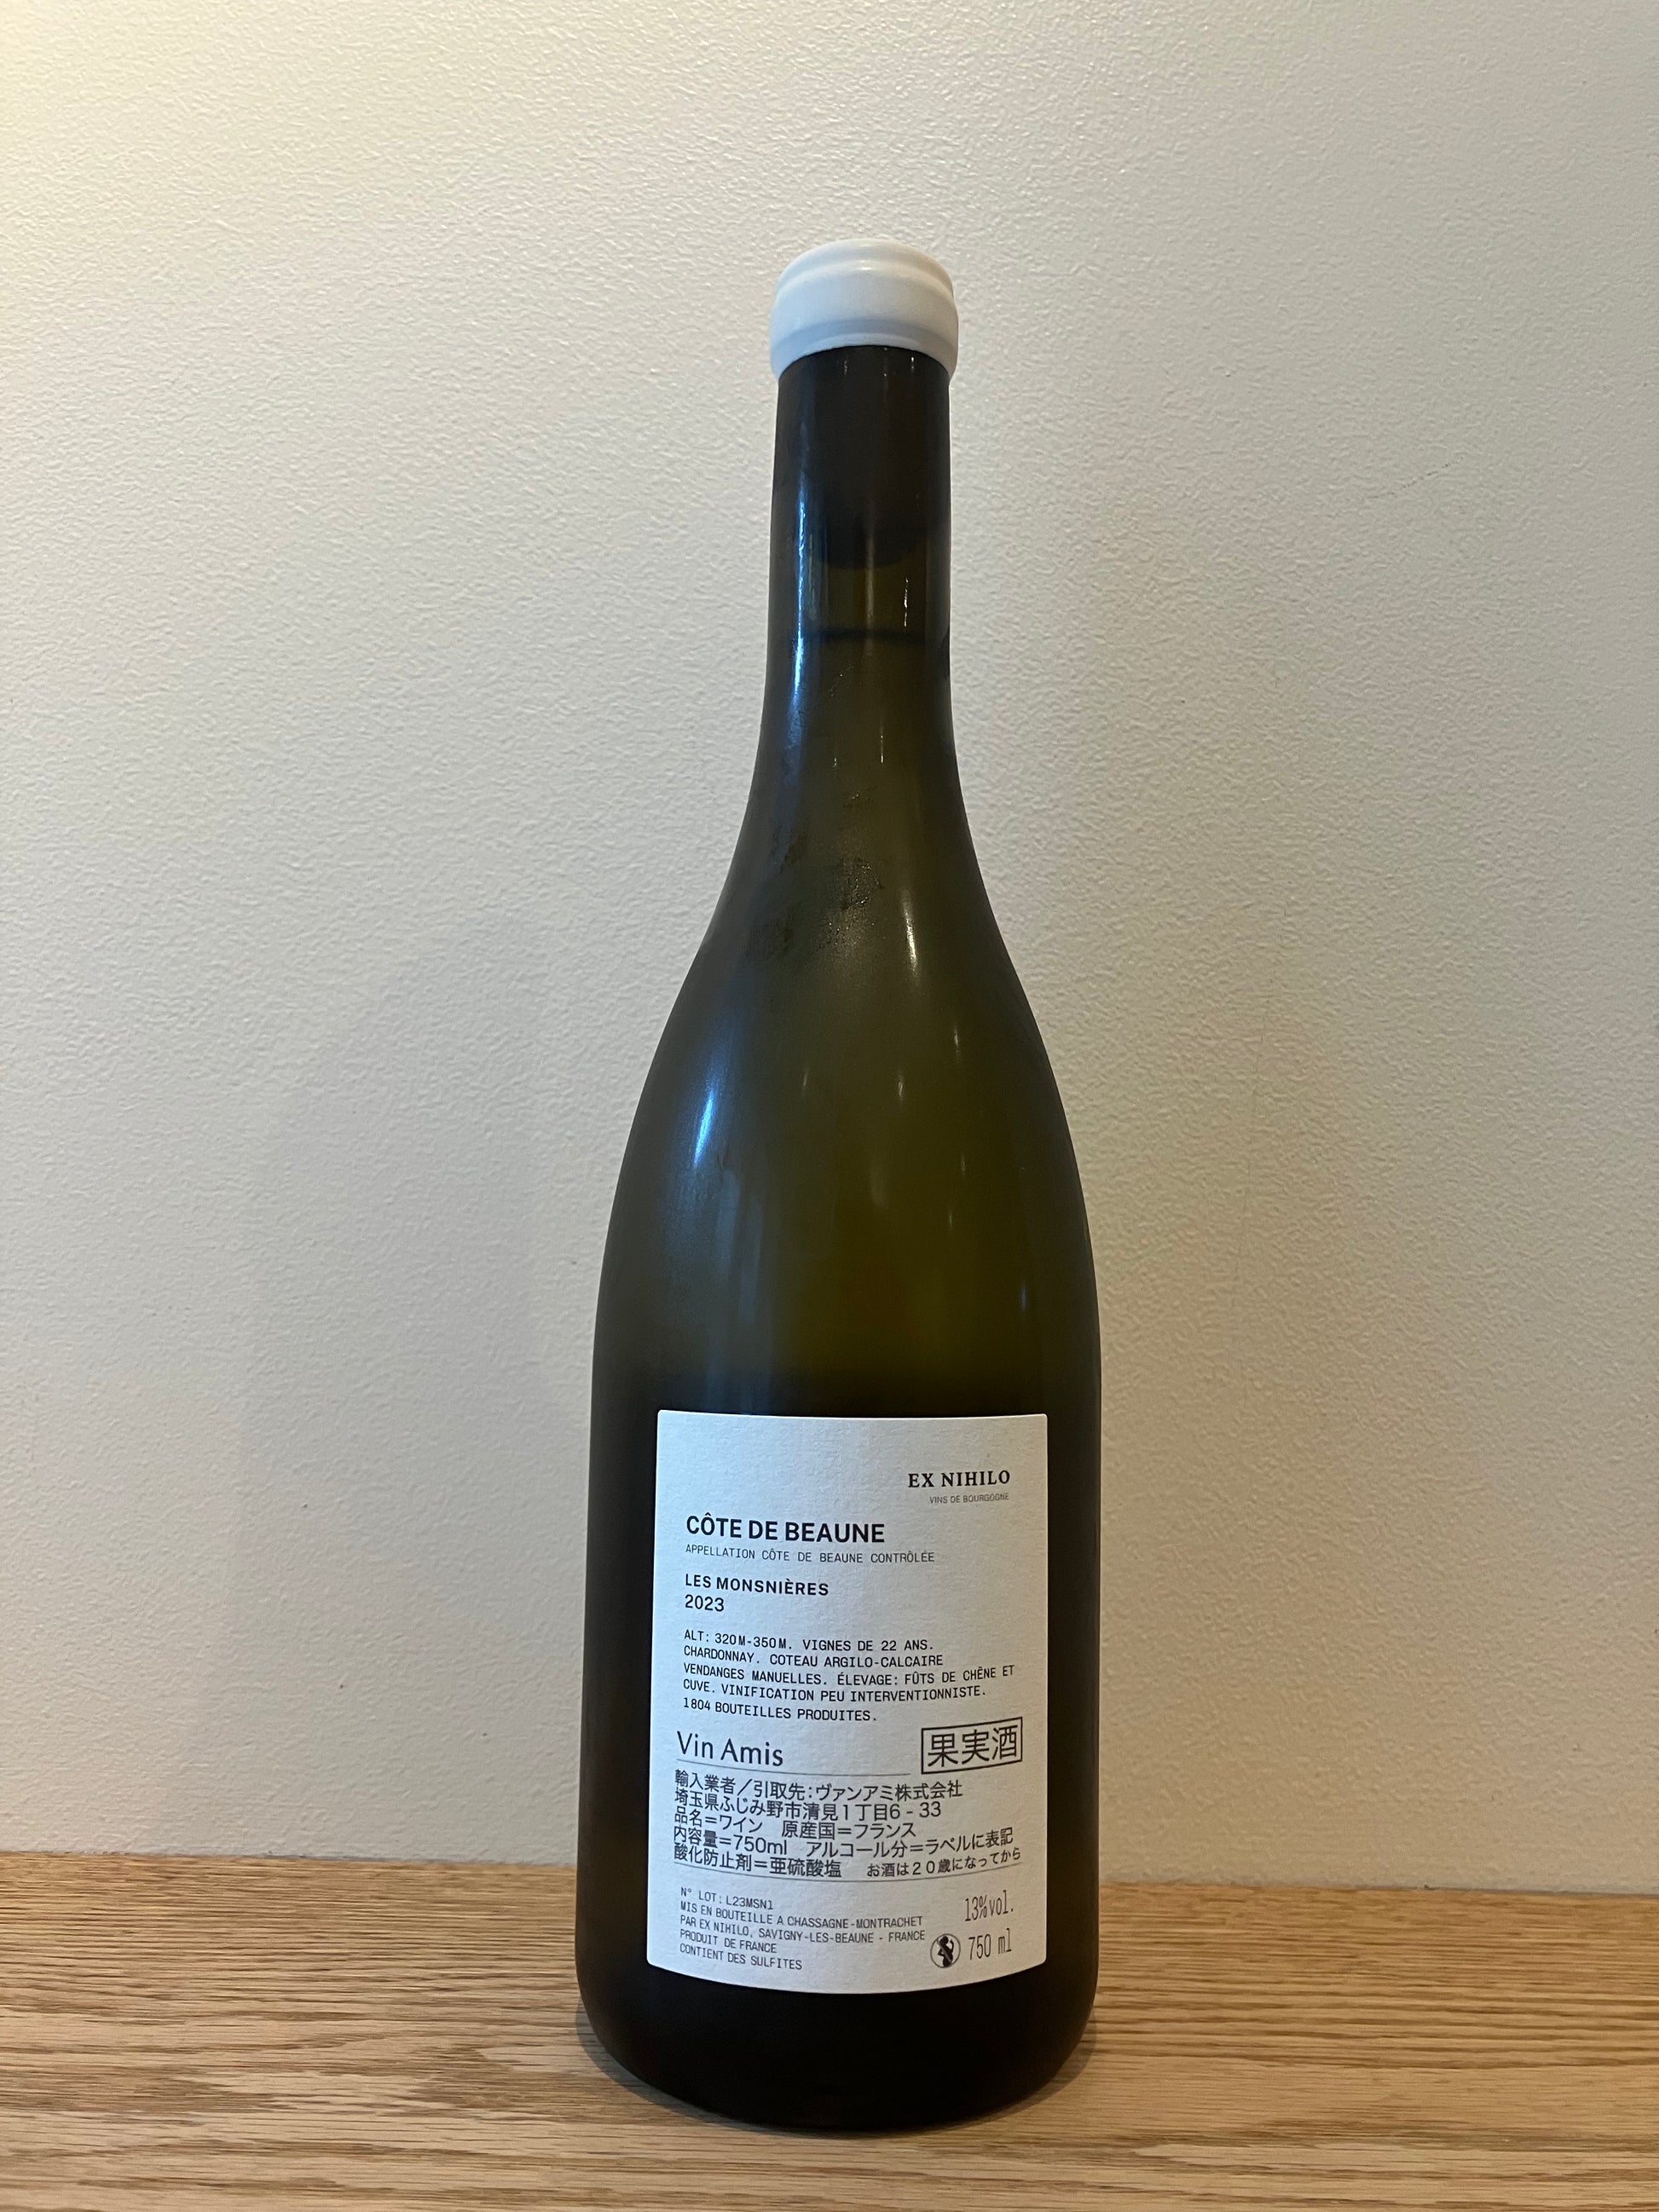 EX NIHILO
VINS DE BOURGOGNE
CÔTE DE BEAUNE
APPELLATION CÔTE DE BEAUNE CONTRÔLÉE
LES MONSNIÈRES
2023
ALT: 320M-350M. VIGNES DE 22 ANS.
CHARDONNAY. COTEAU ARGILO-CALCAIRE
VENDANGES MANUELLES. ÉLEVAGE: FÛTS DE CHÊNE ET
CUVE. VINIFICATION PEU INTERVENTIONNISTE.
1804 BOUTEILLES PRODUITES.
Vin Amis 果実酒
輸入業者/引取先:ヴァンアミ株式会社
埼玉県ふじみ野市清見1丁目6-33
品名=ワイン 原産国=フランス
内容量=750ml アルコール分=ラベルに表記
酸化防止剤=亜硫酸塩 お酒は20歳になってから
N° LOT: L23MSN1
MIS EN BOUTEILLE A CHASSAGNE-MONTRACHET
PAR EX NIHILO, SAVIGNY-LES-BEAUNE - FRANCE
PRODUIT DE FRANCE
CONTIENT DES SULFITES
13%vol.
750 ml